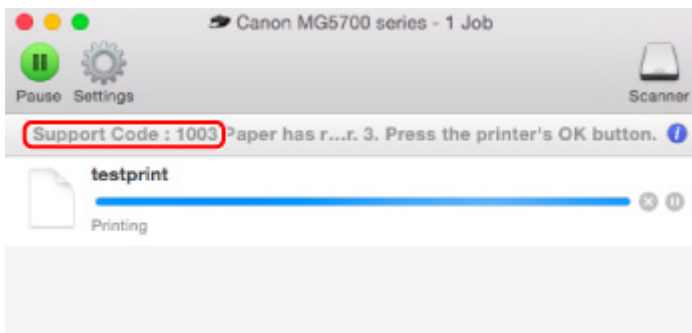 Canon MG5700 series - 1 Job
Pause Settings Scanner
Support Code : 1003 Paper has r...r. 3. Press the printer's OK button.
testprint
Printing